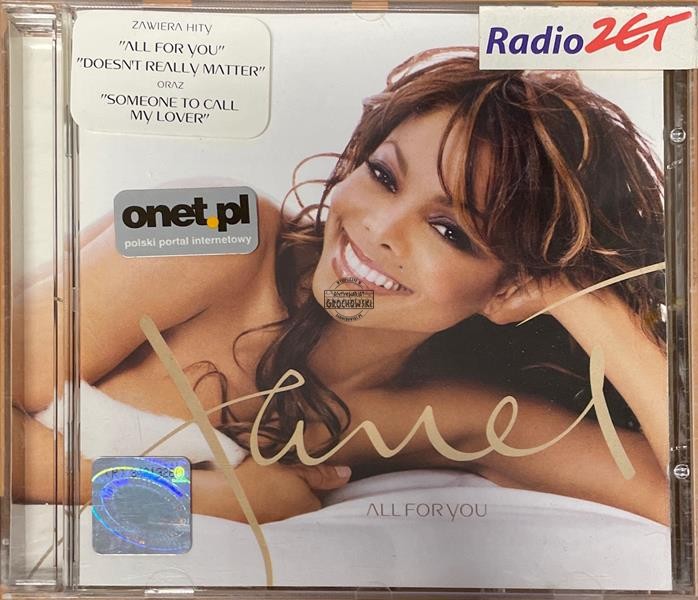 ZAWIERA HITY
"ALL FOR YOU"
"DOESN'T REALLY MATTER"
ORAZ
"SOMEONE TO CALL
MY LOVER"
Radio ZET
onet.pl
polski portal internetowy
GROCHOWSKI
Janet
ALL FOR YOU